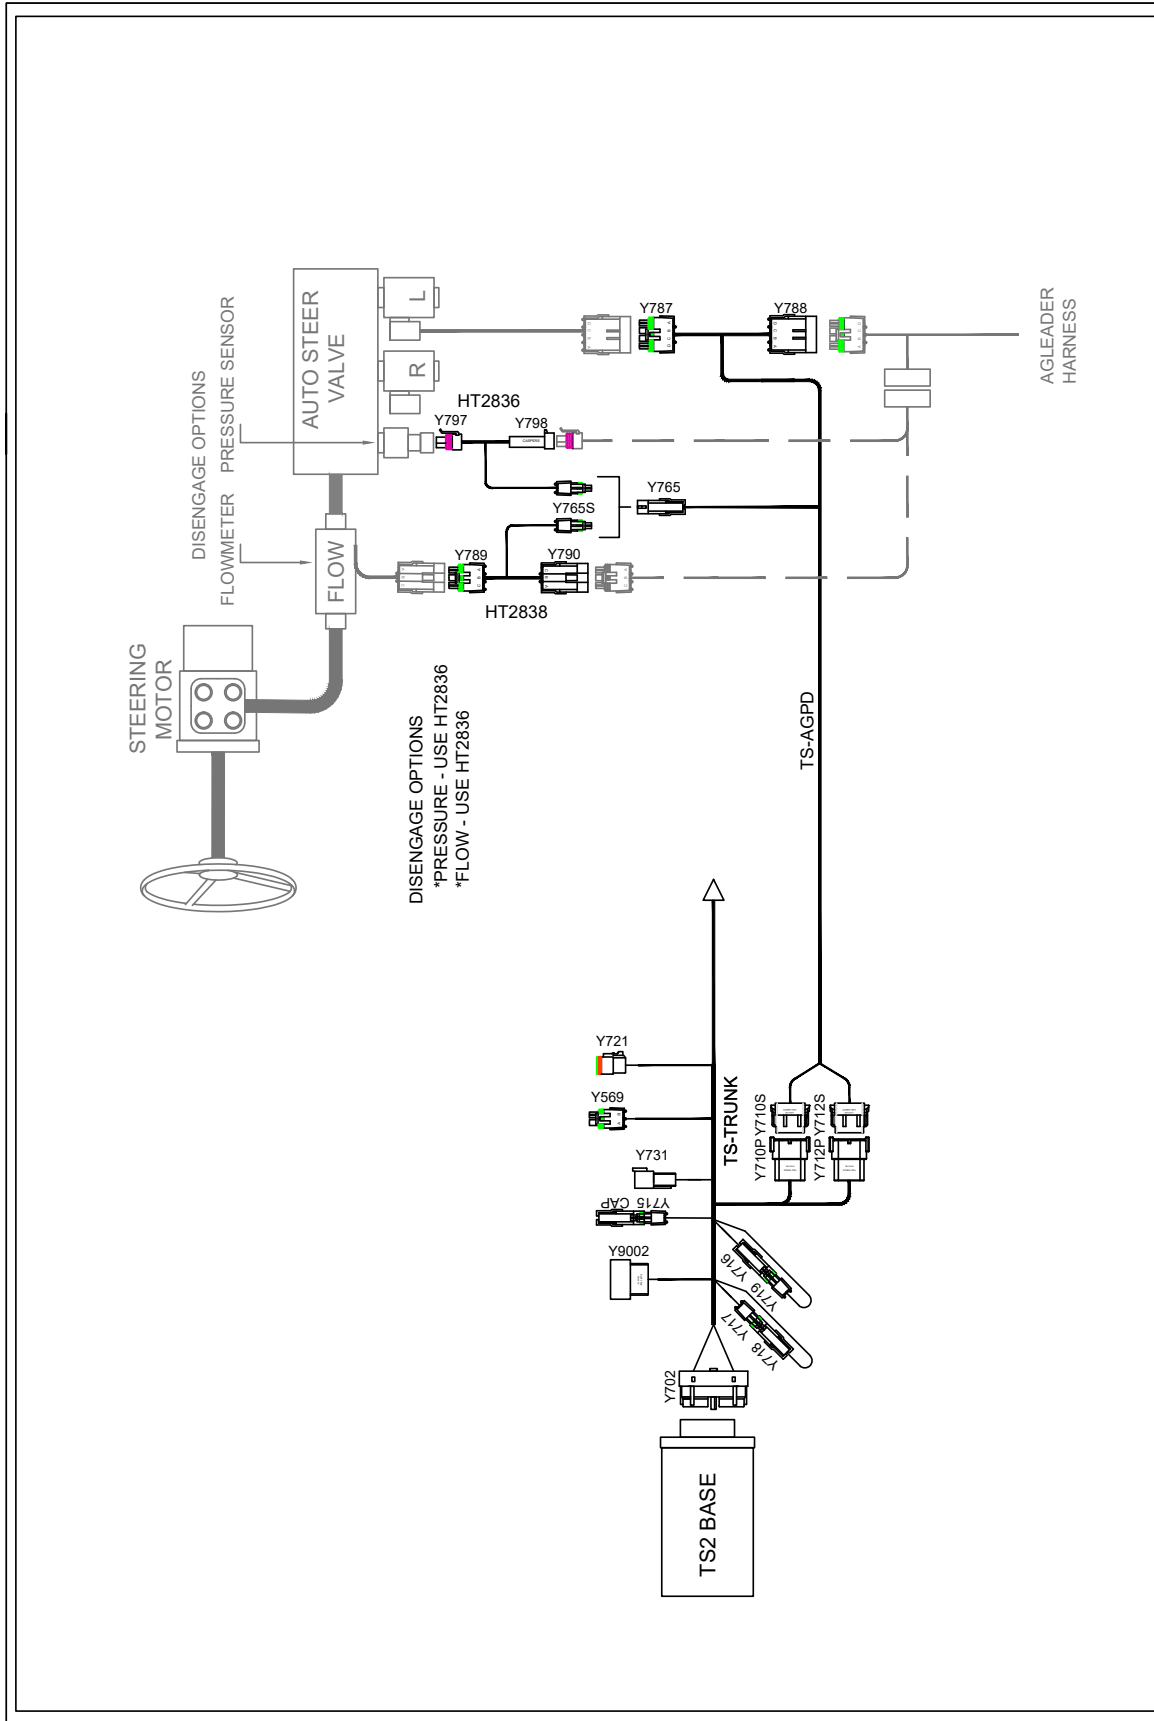 DISENGAGE OPTIONS
FLOWMETER
PRESSURE SENSOR
AUTO STEER
VALVE
L
R
FLOW
STEERING
MOTOR
HT2836
Y797
Y798
Y787
Y788
AGLEADER
HARNESS
Y765S
Y765
Y789
Y790
HT2838
DISENGAGE OPTIONS
*PRESSURE - USE HT2836
*FLOW - USE HT2836
TS-AGPD
Y721
Y569
Y731
Y715 CAP
Y9002
TS-TRUNK
Y710P
Y710S
Y712P
Y712S
Y719
Y716
Y718
Y717
Y702
TS2 BASE